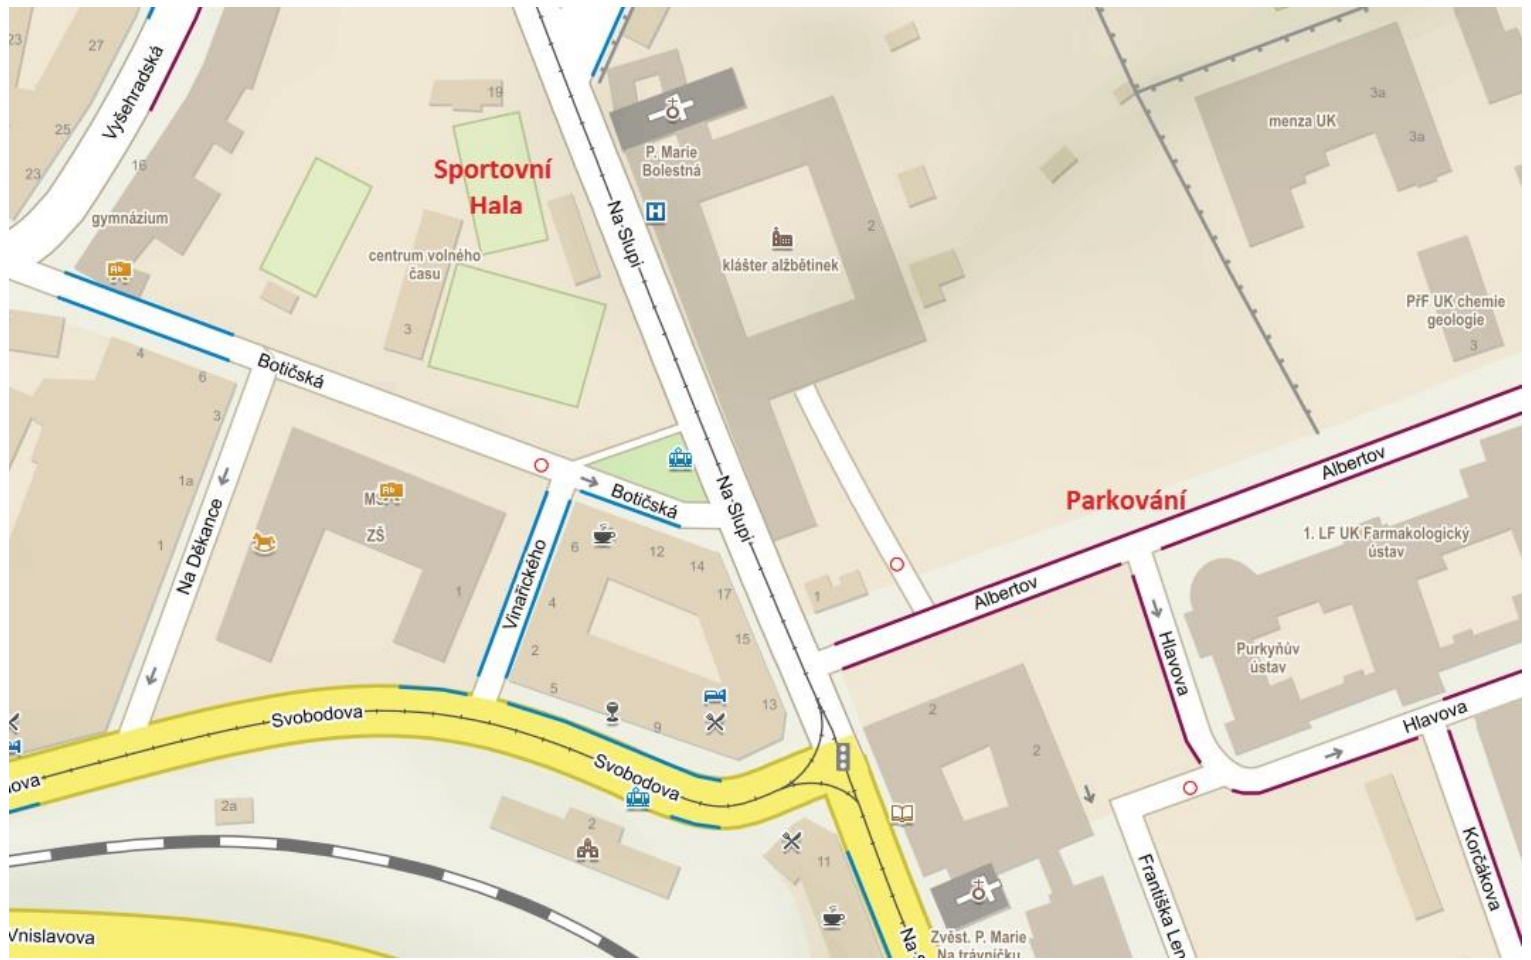 23
27
Vyšehradská
25
23
16
gymnázium
19
Sportovní
Hala
centrum volného
času
3
P. Marie
Bolestná
H
Na Slupi
klášter alžbětinek
2
menza UK
3a
3a
PřF UK chemie
geologie
3
4
6
3
1a
1
Botičská
Na Děkance
ZŠ
1
Vinařického
Botičská
Na Slupi
6
12
14
17
15
13
4
2
5
9
1
Parkování
Albertov
Albertov
1. LF UK Farmakologický
ústav
Purkyňův
ústav
Hlavova
Hlavova
Korčákova
Františka Len
Svobodova
Svobodova
ova
2a
2
2
2
11
Zvěst. P. Marie
Na trávníčku
Na S
Vnislavova